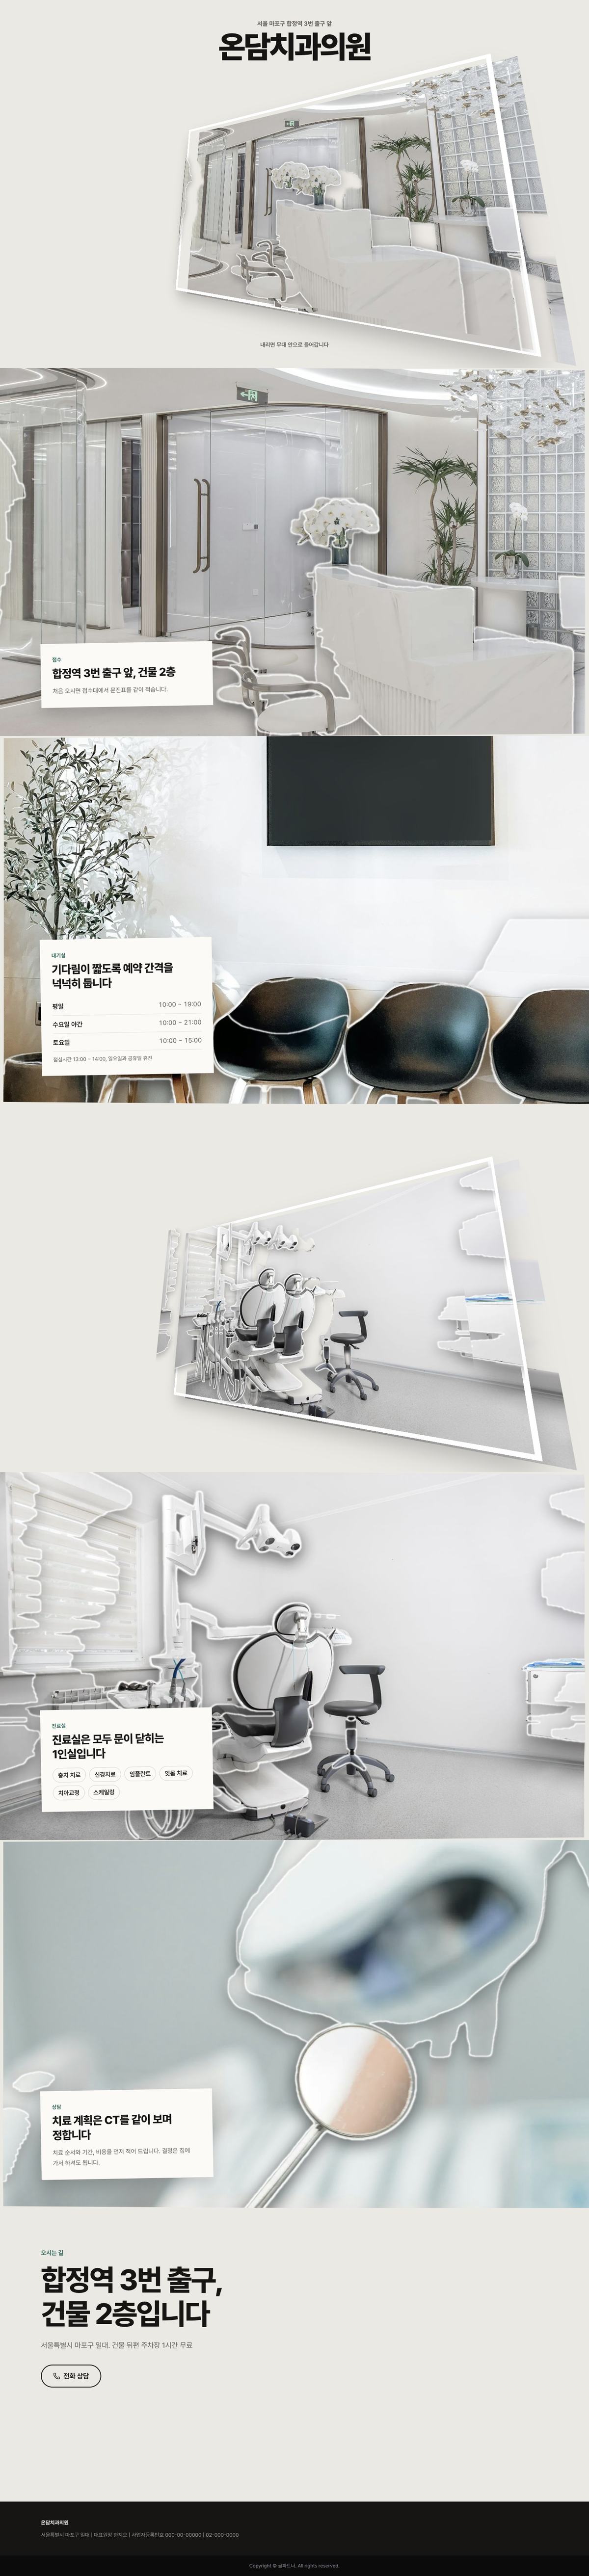 서울 마포구 합정역 3번 출구 앞
온담치과의원
내리면 무대 안으로 들어갑니다
접수
합정역 3번 출구 앞, 건물 2층
처음 오시면 접수대에서 문진표를 같이 적습니다.
대기실
기다림이 짧도록 예약 간격을
넉넉히 둡니다
평일 10:00 – 19:00
수요일 야간 10:00 – 21:00
토요일 10:00 – 15:00
점심시간 13:00 – 14:00, 일요일과 공휴일 휴진
진료실
진료실은 모두 문이 닫히는
1인실입니다
충치 치료 신경치료 임플란트 잇몸 치료
치아교정 스케일링
상담
치료 계획은 CT를 같이 보며
정합니다
치료 순서와 기간, 비용을 먼저 적어 드립니다. 결정은 집에
가서 하셔도 됩니다.
오시는 길
합정역 3번 출구,
건물 2층입니다
서울특별시 마포구 일대. 건물 뒤편 주차장 1시간 무료
전화 상담
온담치과의원
서울특별시 마포구 일대 | 대표원장 한지오 | 사업자등록번호 000-00-00000 | 02-000-0000
Copyright © 금파트너. All rights reserved.